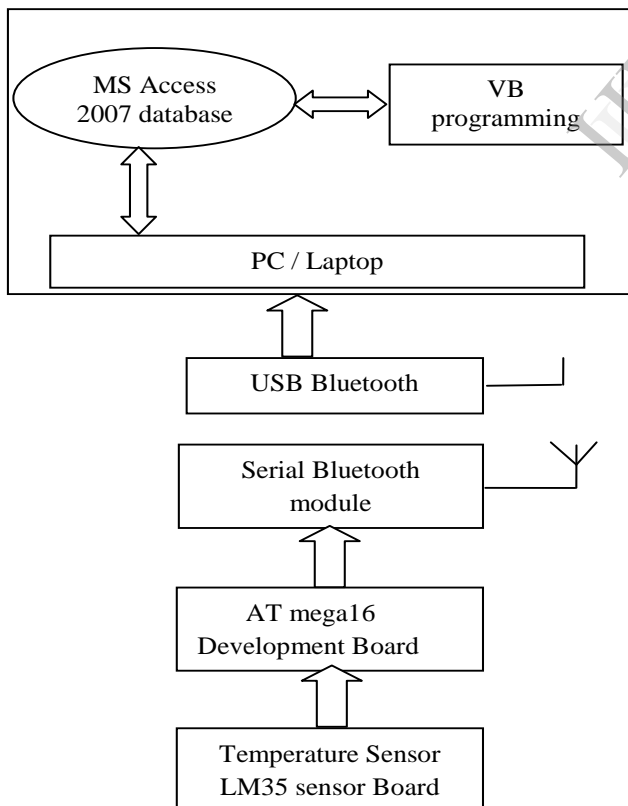 MS Access
2007 database
VB
programming
PC / Laptop
USB Bluetooth
Serial Bluetooth
module
AT mega16
Development Board
Temperature Sensor
LM35 sensor Board